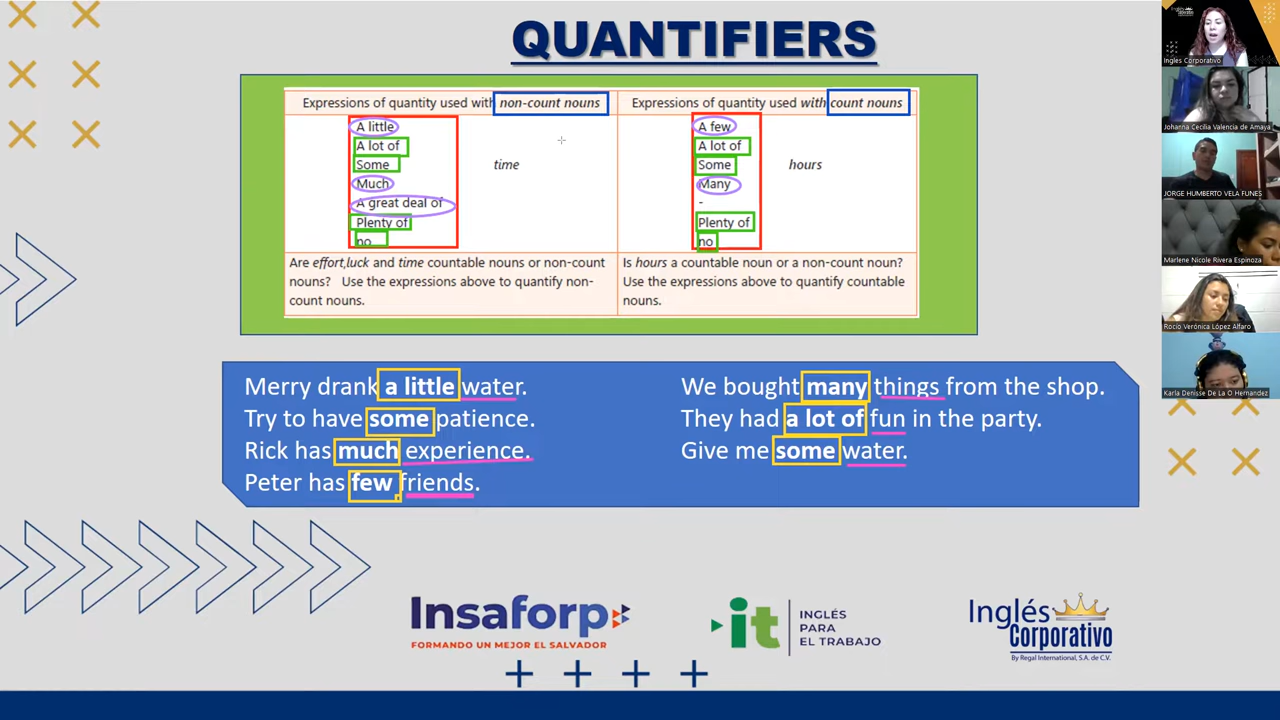 QUANTIFIERS
Expressions of quantity used with non-count nouns
A little
A lot of
Some
Much
A great deal of
Plenty of
no
time
Expressions of quantity used with count nouns
A few
A lot of
Some
Many
-
Plenty of
no
hours
Are effort,luck and time countable nouns or non-count
nouns? Use the expressions above to quantify non-
count nouns.
Is hours a countable noun or a non-count noun?
Use the expressions above to quantify countable
nouns.
Merry drank a little water.
Try to have some patience.
Rick has much experience.
Peter has few friends.
We bought many things from the shop.
They had a lot of fun in the party.
Give me some water.
Insaforp
FORMANDO UN MEJOR EL SALVADOR
it
INGLÉS
PARA
EL TRABAJO
Inglés
Corporativo
By Regal International, S.A. de C.V.
Ingles Corporativo
Johanna Cecilia Valencia de Amaya
JORGE HUMBERTO VELA FUNES
Marlene Nicole Rivera Espinoza
Rocio Verónica López Alfaro
Karla Denisse De La O Hernandez